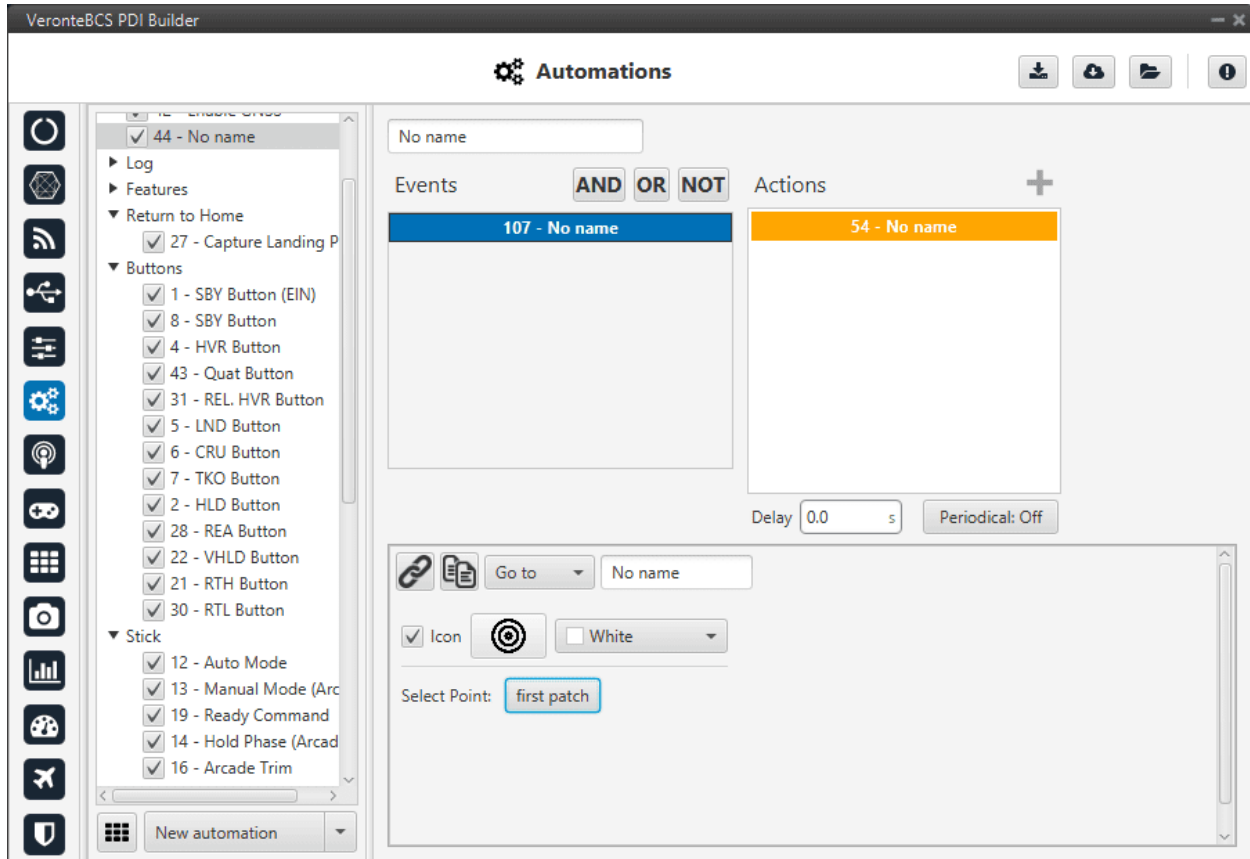 VeronteBCS PDI Builder
Automations
44 - No name
Log
Features
Return to Home
27 - Capture Landing P
Buttons
1 - SBY Button (EIN)
8 - SBY Button
4 - HVR Button
43 - Quat Button
31 - REL. HVR Button
5 - LND Button
6 - CRU Button
7 - TKO Button
2 - HLD Button
28 - REA Button
22 - VHLD Button
21 - RTH Button
30 - RTL Button
Stick
12 - Auto Mode
13 - Manual Mode (Arc
19 - Ready Command
14 - Hold Phase (Arcad
16 - Arcade Trim
New automation
No name
Events AND OR NOT
107 - No name
Actions
54 - No name
Delay 0.0 s Periodical: Off
Go to No name
Icon White
Select Point: first patch